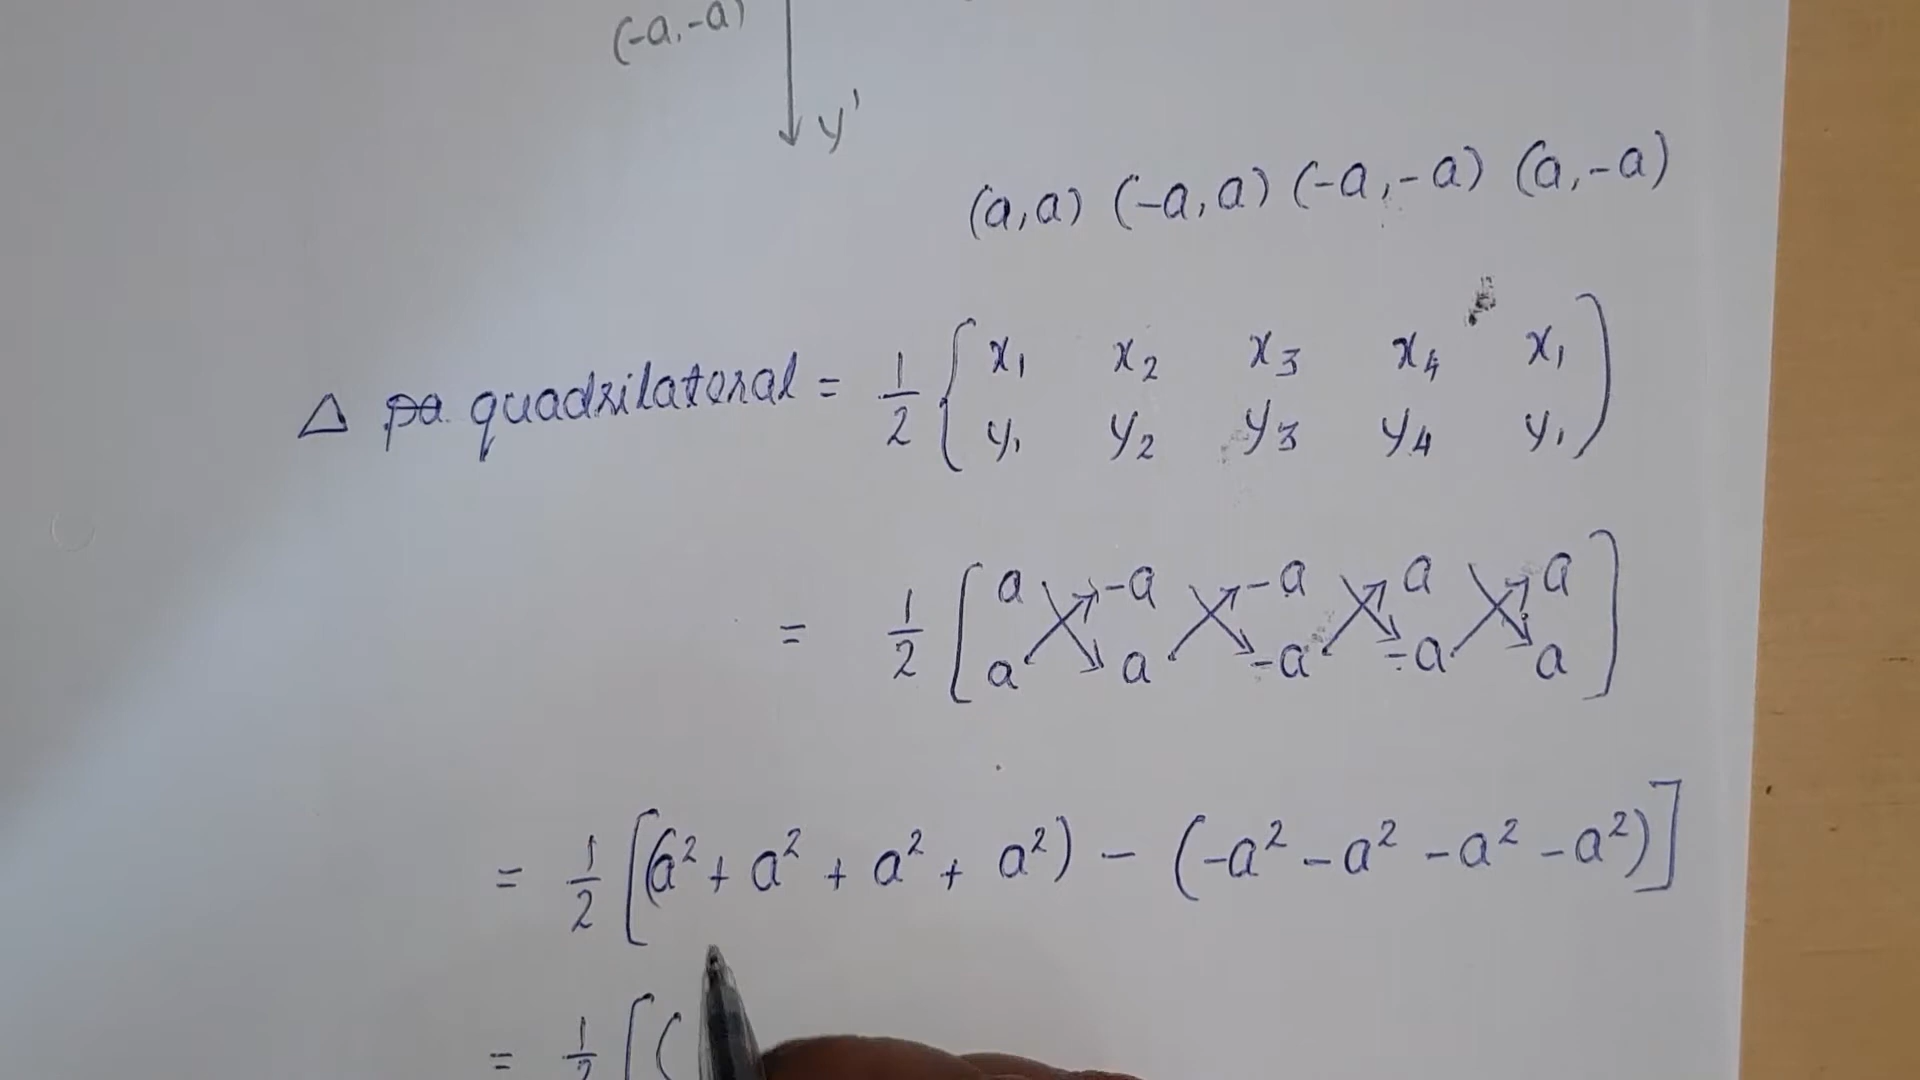 (-a,-a)
y'
(a,a) (-a,a) (-a,-a) (a,-a)
Δ pa quadrilateral = 1/2 { x₁ x₂ x₃ x₄ x₁ )
y₁ y₂ y₃ y₄ y₁
= 1/2 [ a -a -a a a ]
a a -a -a a
= 1/2 [(a² + a² + a² + a²) - (-a² - a² - a² - a²)]
= 1/2 [(